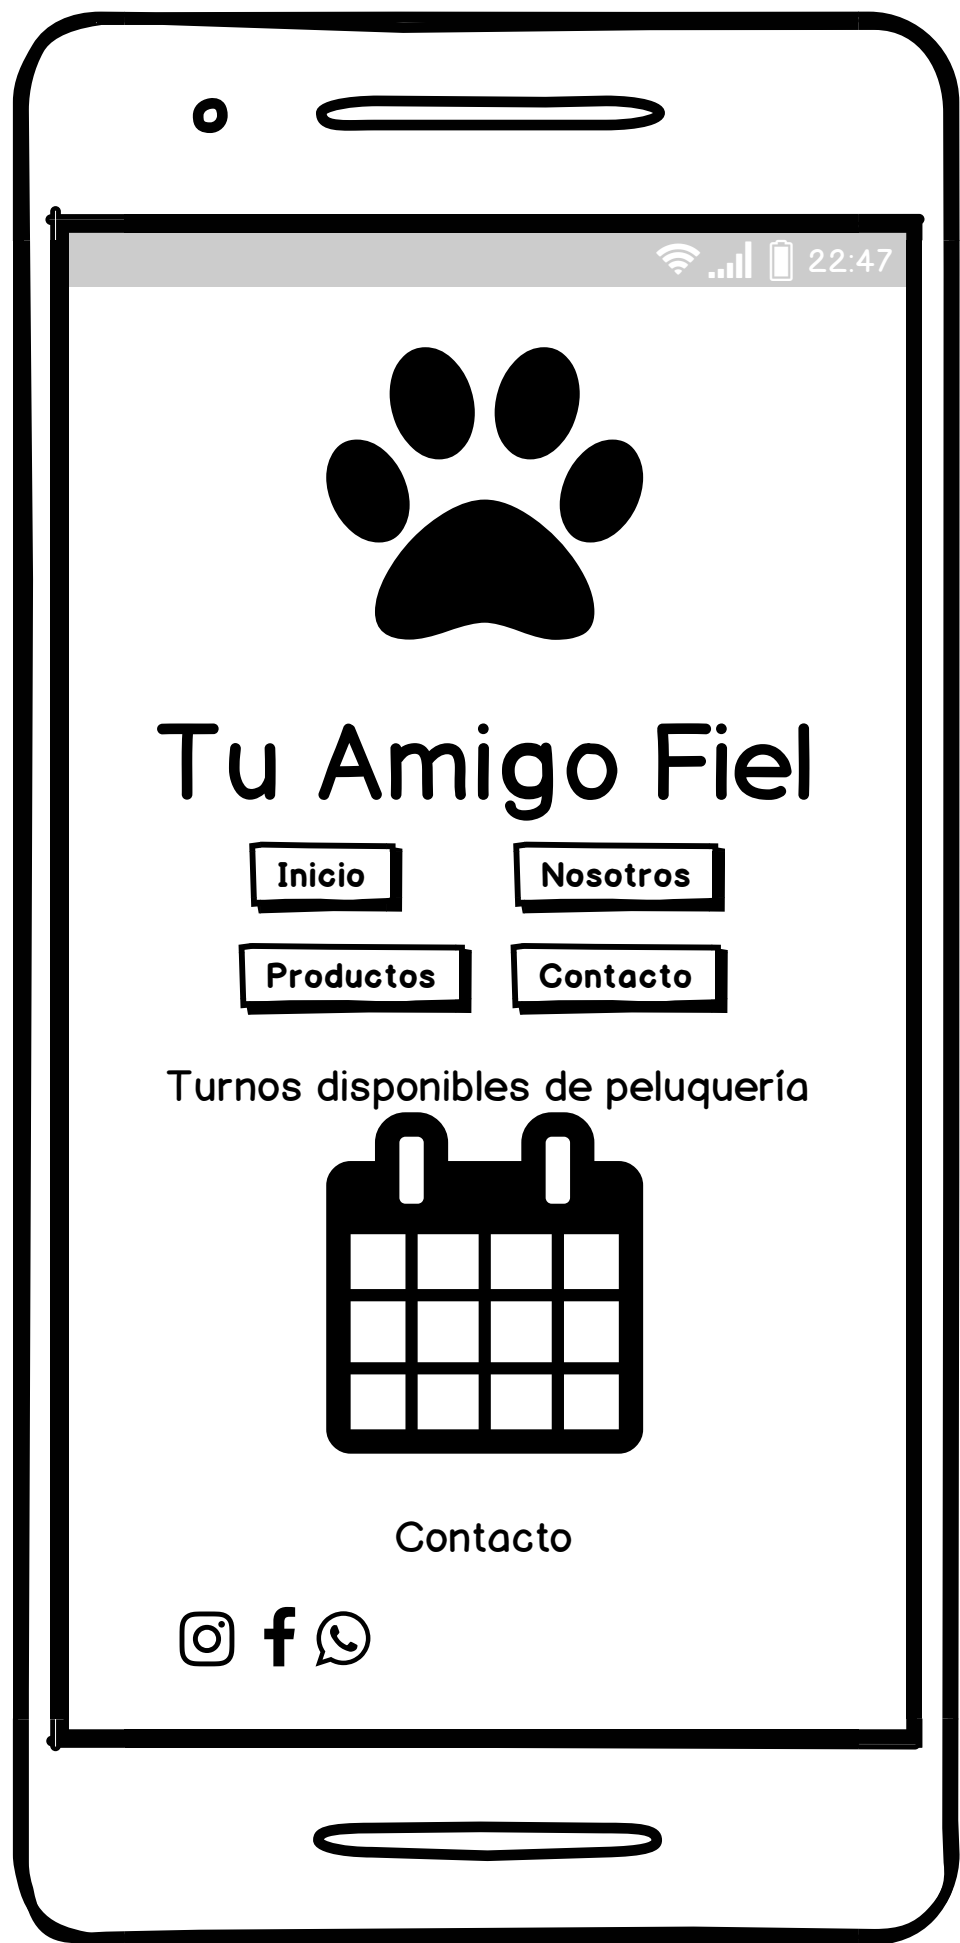 22:47
Tu Amigo Fiel
Inicio Nosotros
Productos Contacto
Turnos disponibles de peluquería
Contacto